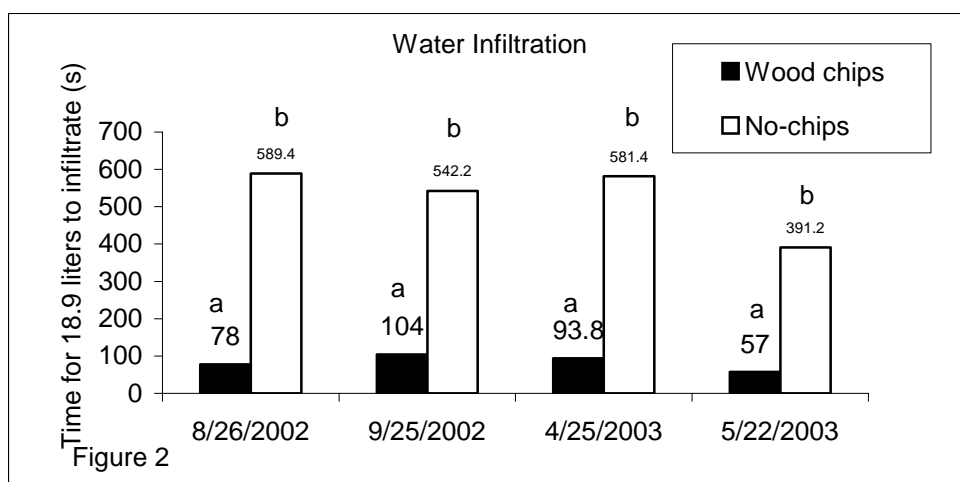 Water Infiltration
Wood chips
No-chips
Time for 18.9 liters to infiltrate (s)
700
600
500
400
300
200
100
0
b
589.4
a
78
b
542.2
a
104
b
581.4
a
93.8
b
391.2
a
57
8/26/2002
9/25/2002
4/25/2003
5/22/2003
Figure 2